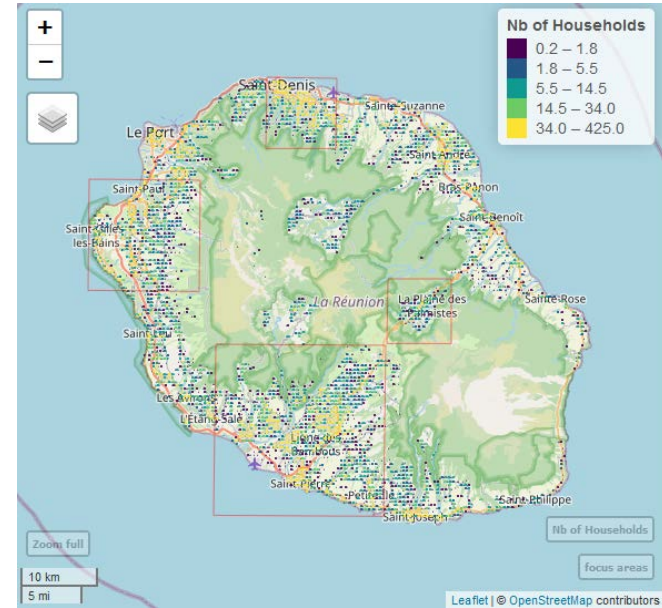 +
−
Nb of Households
0.2 – 1.8
1.8 – 5.5
5.5 – 14.5
14.5 – 34.0
34.0 – 425.0
Saint-Denis
Sainte-Suzanne
Le Port
Saint-André
Saint-Paul
Bras-Panon
Saint-Gilles
les-Bains
Saint-Benoît
La Réunion
La Plaine des
Palmistes
Sainte-Rose
Saint-Leu
Les Avirons
L'Étang-Salé
Ligne des
Bambous
Saint-Pierre
Petite-Île
Saint-Philippe
Saint-Joseph
Nb of Households
Zoom full
focus areas
10 km
5 mi
Leaflet | © OpenStreetMap contributors